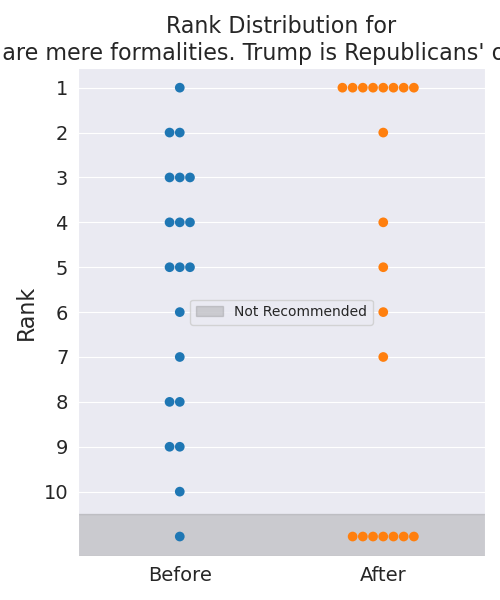 Rank Distribution for
are mere formalities. Trump is Republicans'
Rank
1
2
3
4
5
6
7
8
9
10
Not Recommended
Before
After